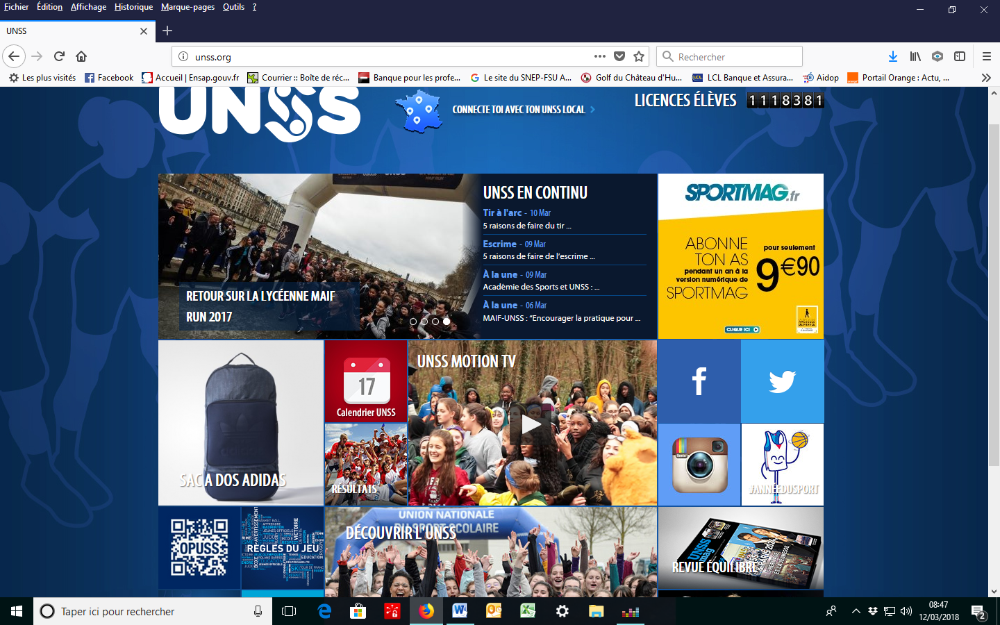 Fichier Édition Affichage Historique Marque-pages Outils ?
UNSS
unss.org
Rechercher
Les plus visités Facebook Accueil | Ensap.gouv.fr Courrier :: Boîte de réc... Banque pour les profe... Le site du SNEP-FSU A... Golf du Château d'Hu... LCL Banque et Assura... Aidop Portail Orange : Actu, ...
UNSS
CONNECTE TOI AVEC TON UNSS LOCAL
LICENCES ÉLÈVES 1118381
RETOUR SUR LA LYCÉENNE MAIF
RUN 2017
UNSS EN CONTINU
Tir à l'arc - 10 Mar
5 raisons de faire du tir ...
Escrime - 09 Mar
5 raisons de faire de l'escrime ...
À la une - 09 Mar
Académie des Sports et UNSS : ...
À la une - 06 Mar
MAIF-UNSS : “Encourager la pratique pour ...
SPORTMAG.fr
ABONNE
TON AS
pendant un an à la
version numérique de
SPORTMAG
pour seulement
9€90
CLIQUE ICI
SAC A DOS ADIDAS
17
Calendrier UNSS
RÉSULTATS
UNSS MOTION TV
#ANNÉEDUSPORT
OPUSS
RÈGLES DU JEU
UNION NATIONALE
DU SPORT SCOLAIRE
DÉCOUVRIR L'UNSS
REVUE ÉQUILIBRE
Taper ici pour rechercher
08:47
12/03/2018
2